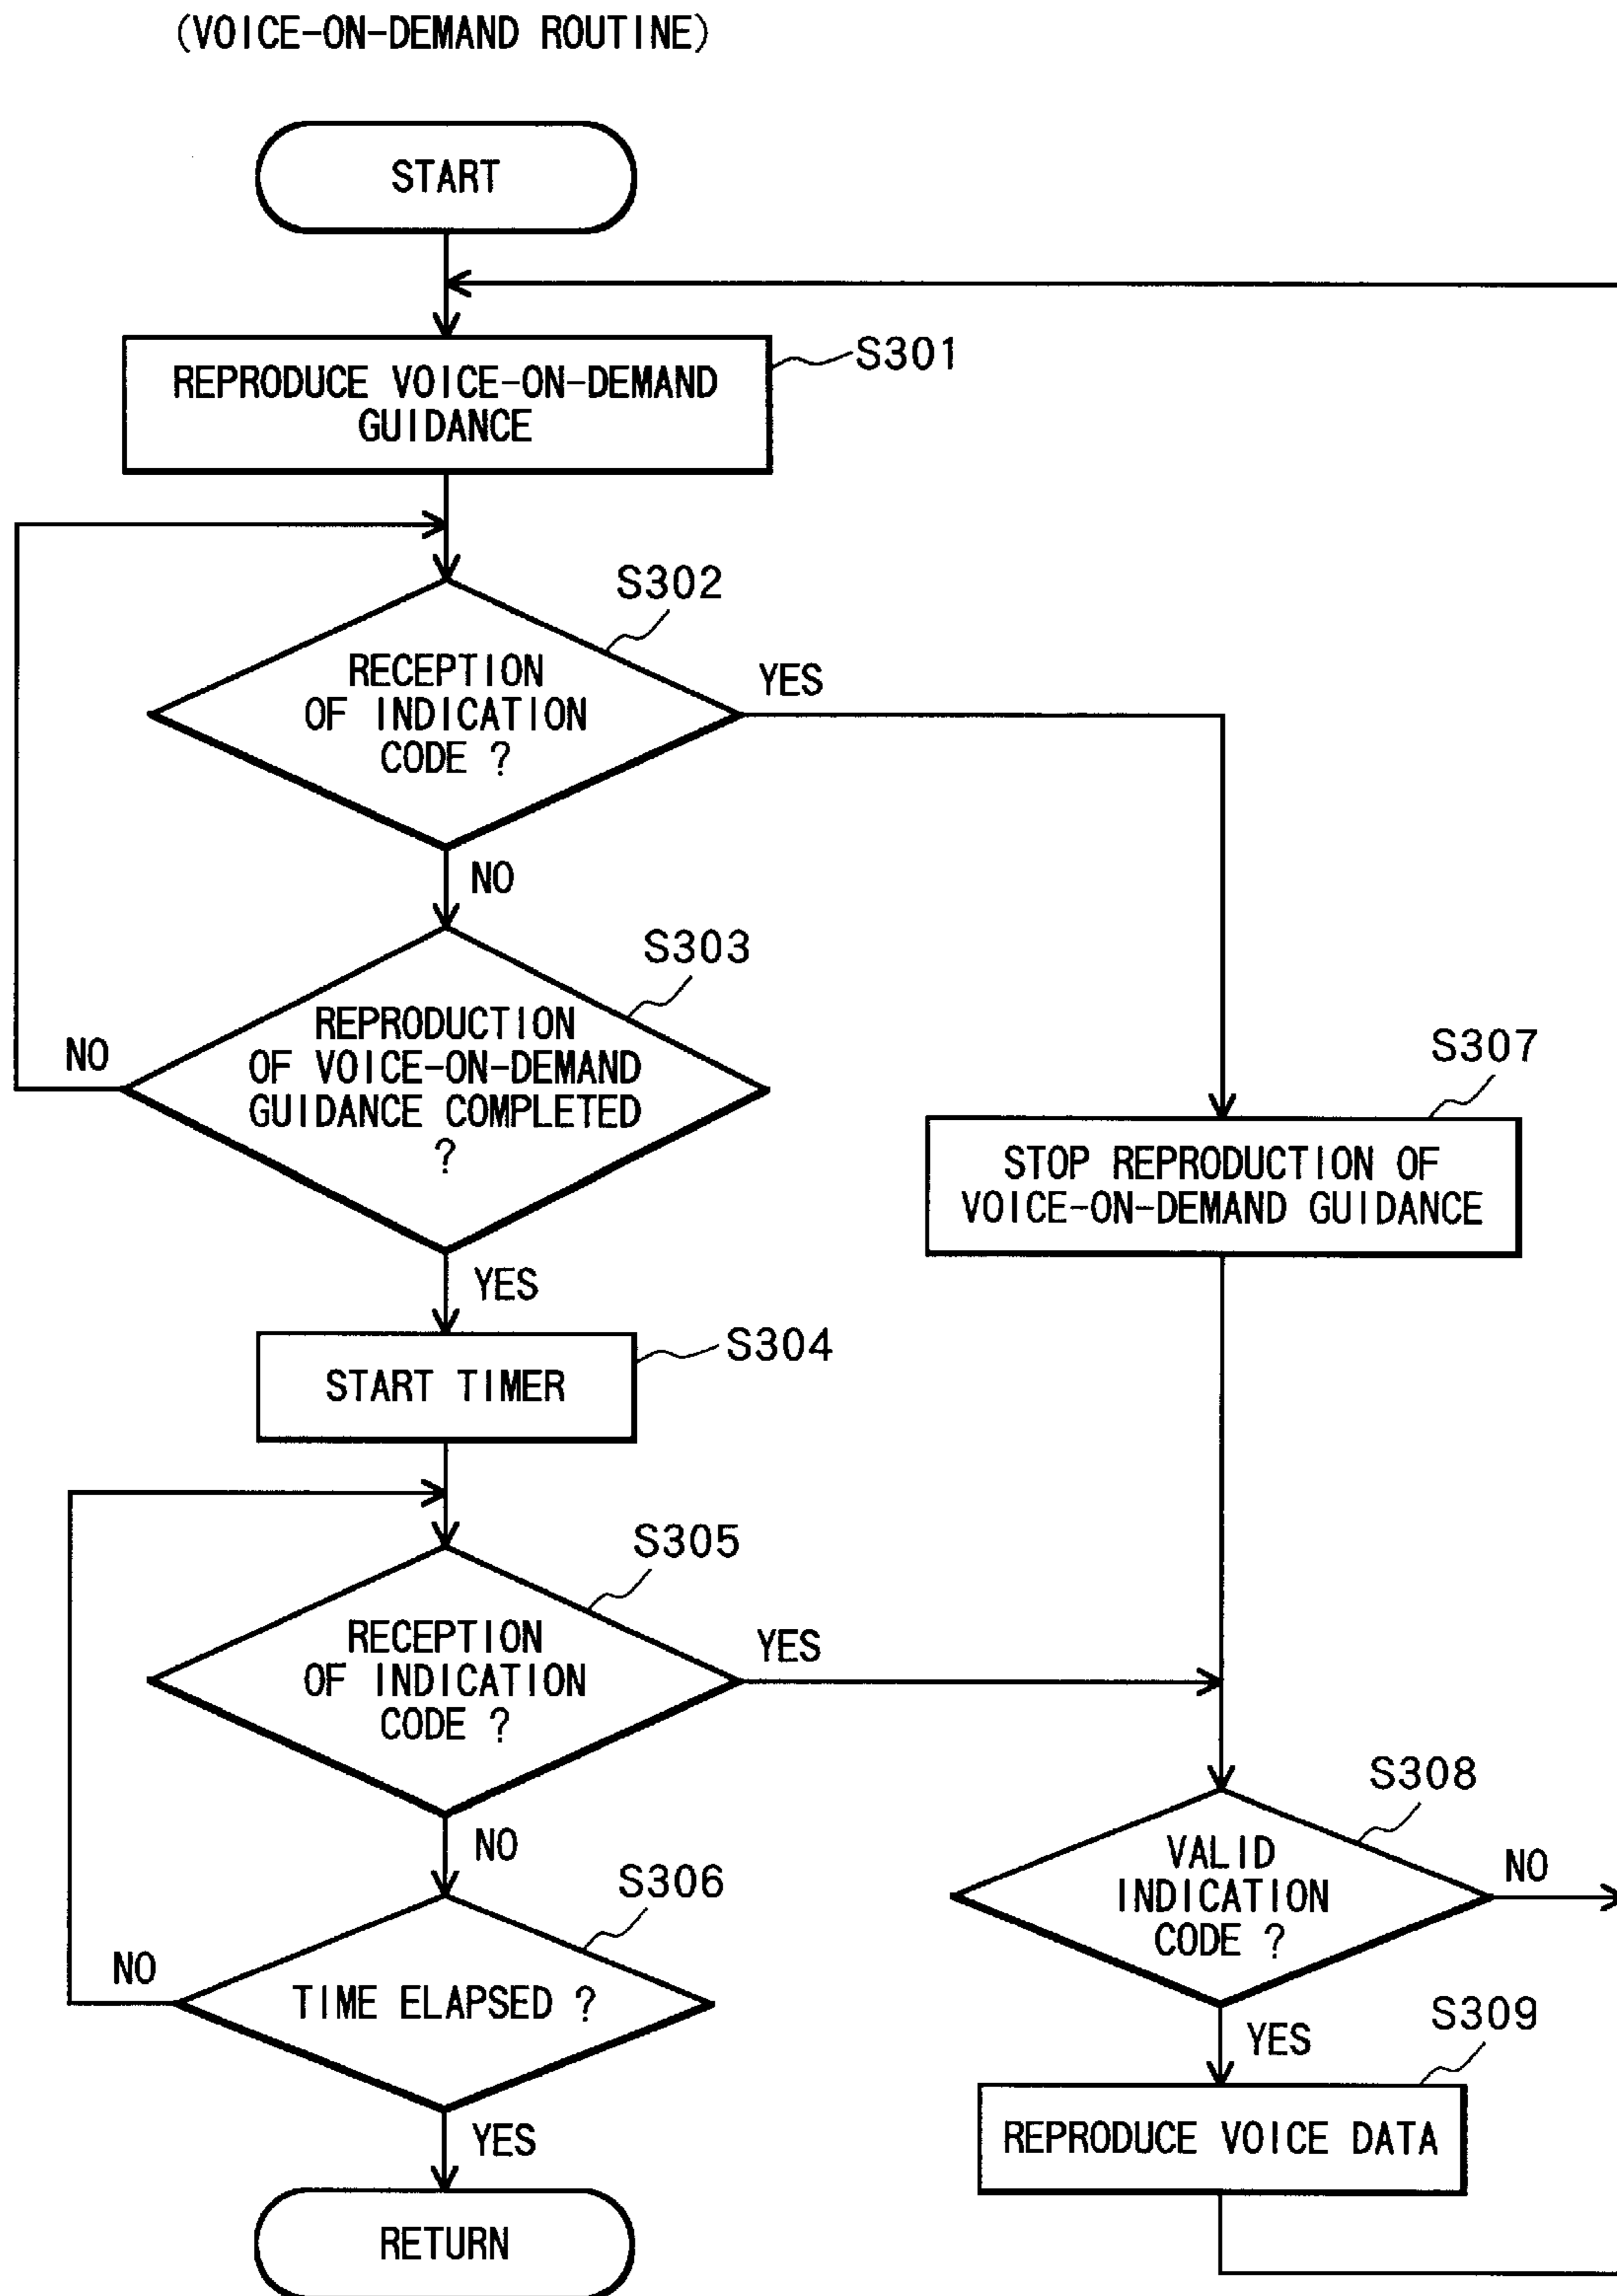 (VOICE-ON-DEMAND ROUTINE)
START
S301
REPRODUCE VOICE-ON-DEMAND
GUIDANCE
S302
RECEPTION
OF INDICATION
CODE ?
YES
NO
S303
REPRODUCTION
OF VOICE-ON-DEMAND
GUIDANCE COMPLETED
?
NO
YES
S307
STOP REPRODUCTION OF
VOICE-ON-DEMAND GUIDANCE
S304
START TIMER
S305
RECEPTION
OF INDICATION
CODE ?
YES
NO
S308
VALID
INDICATION
CODE ?
NO
YES
S306
TIME ELAPSED ?
NO
YES
S309
REPRODUCE VOICE DATA
RETURN